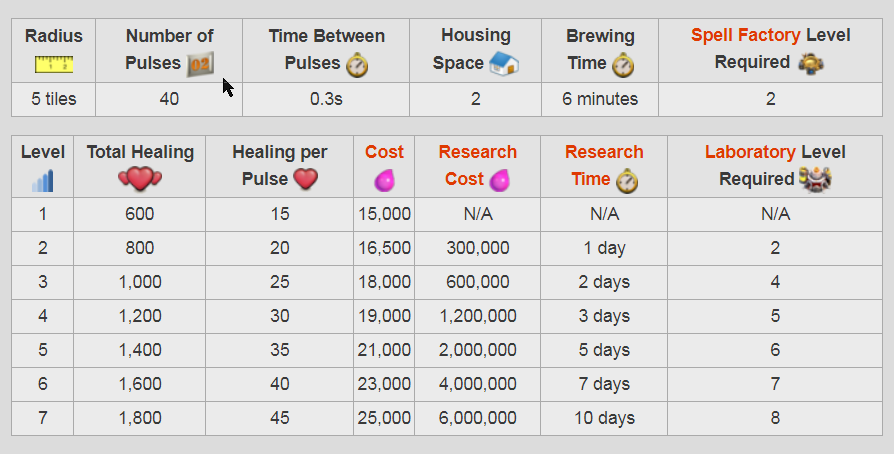 Radius Number of Pulses Time Between Pulses Housing Space Brewing Time Spell Factory Level Required
5 tiles 40 0.3s 2 6 minutes 2
Level Total Healing Healing per Pulse Cost Research Cost Research Time Laboratory Level Required
1 600 15 15,000 N/A N/A N/A
2 800 20 16,500 300,000 1 day 2
3 1,000 25 18,000 600,000 2 days 4
4 1,200 30 19,000 1,200,000 3 days 5
5 1,400 35 21,000 2,000,000 5 days 6
6 1,600 40 23,000 4,000,000 7 days 7
7 1,800 45 25,000 6,000,000 10 days 8